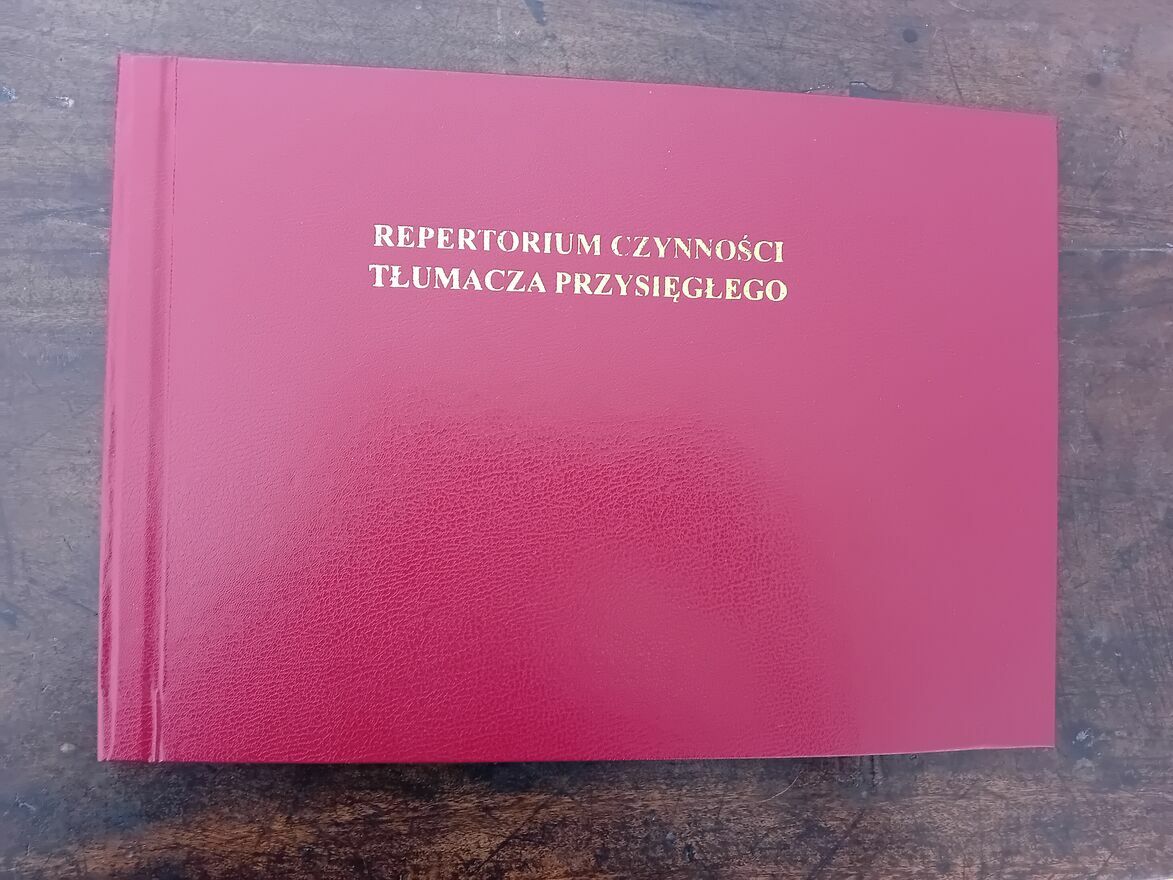 REPERTORIUM CZYNNOŚCI
TŁUMACZA PRZYSIĘGŁEGO